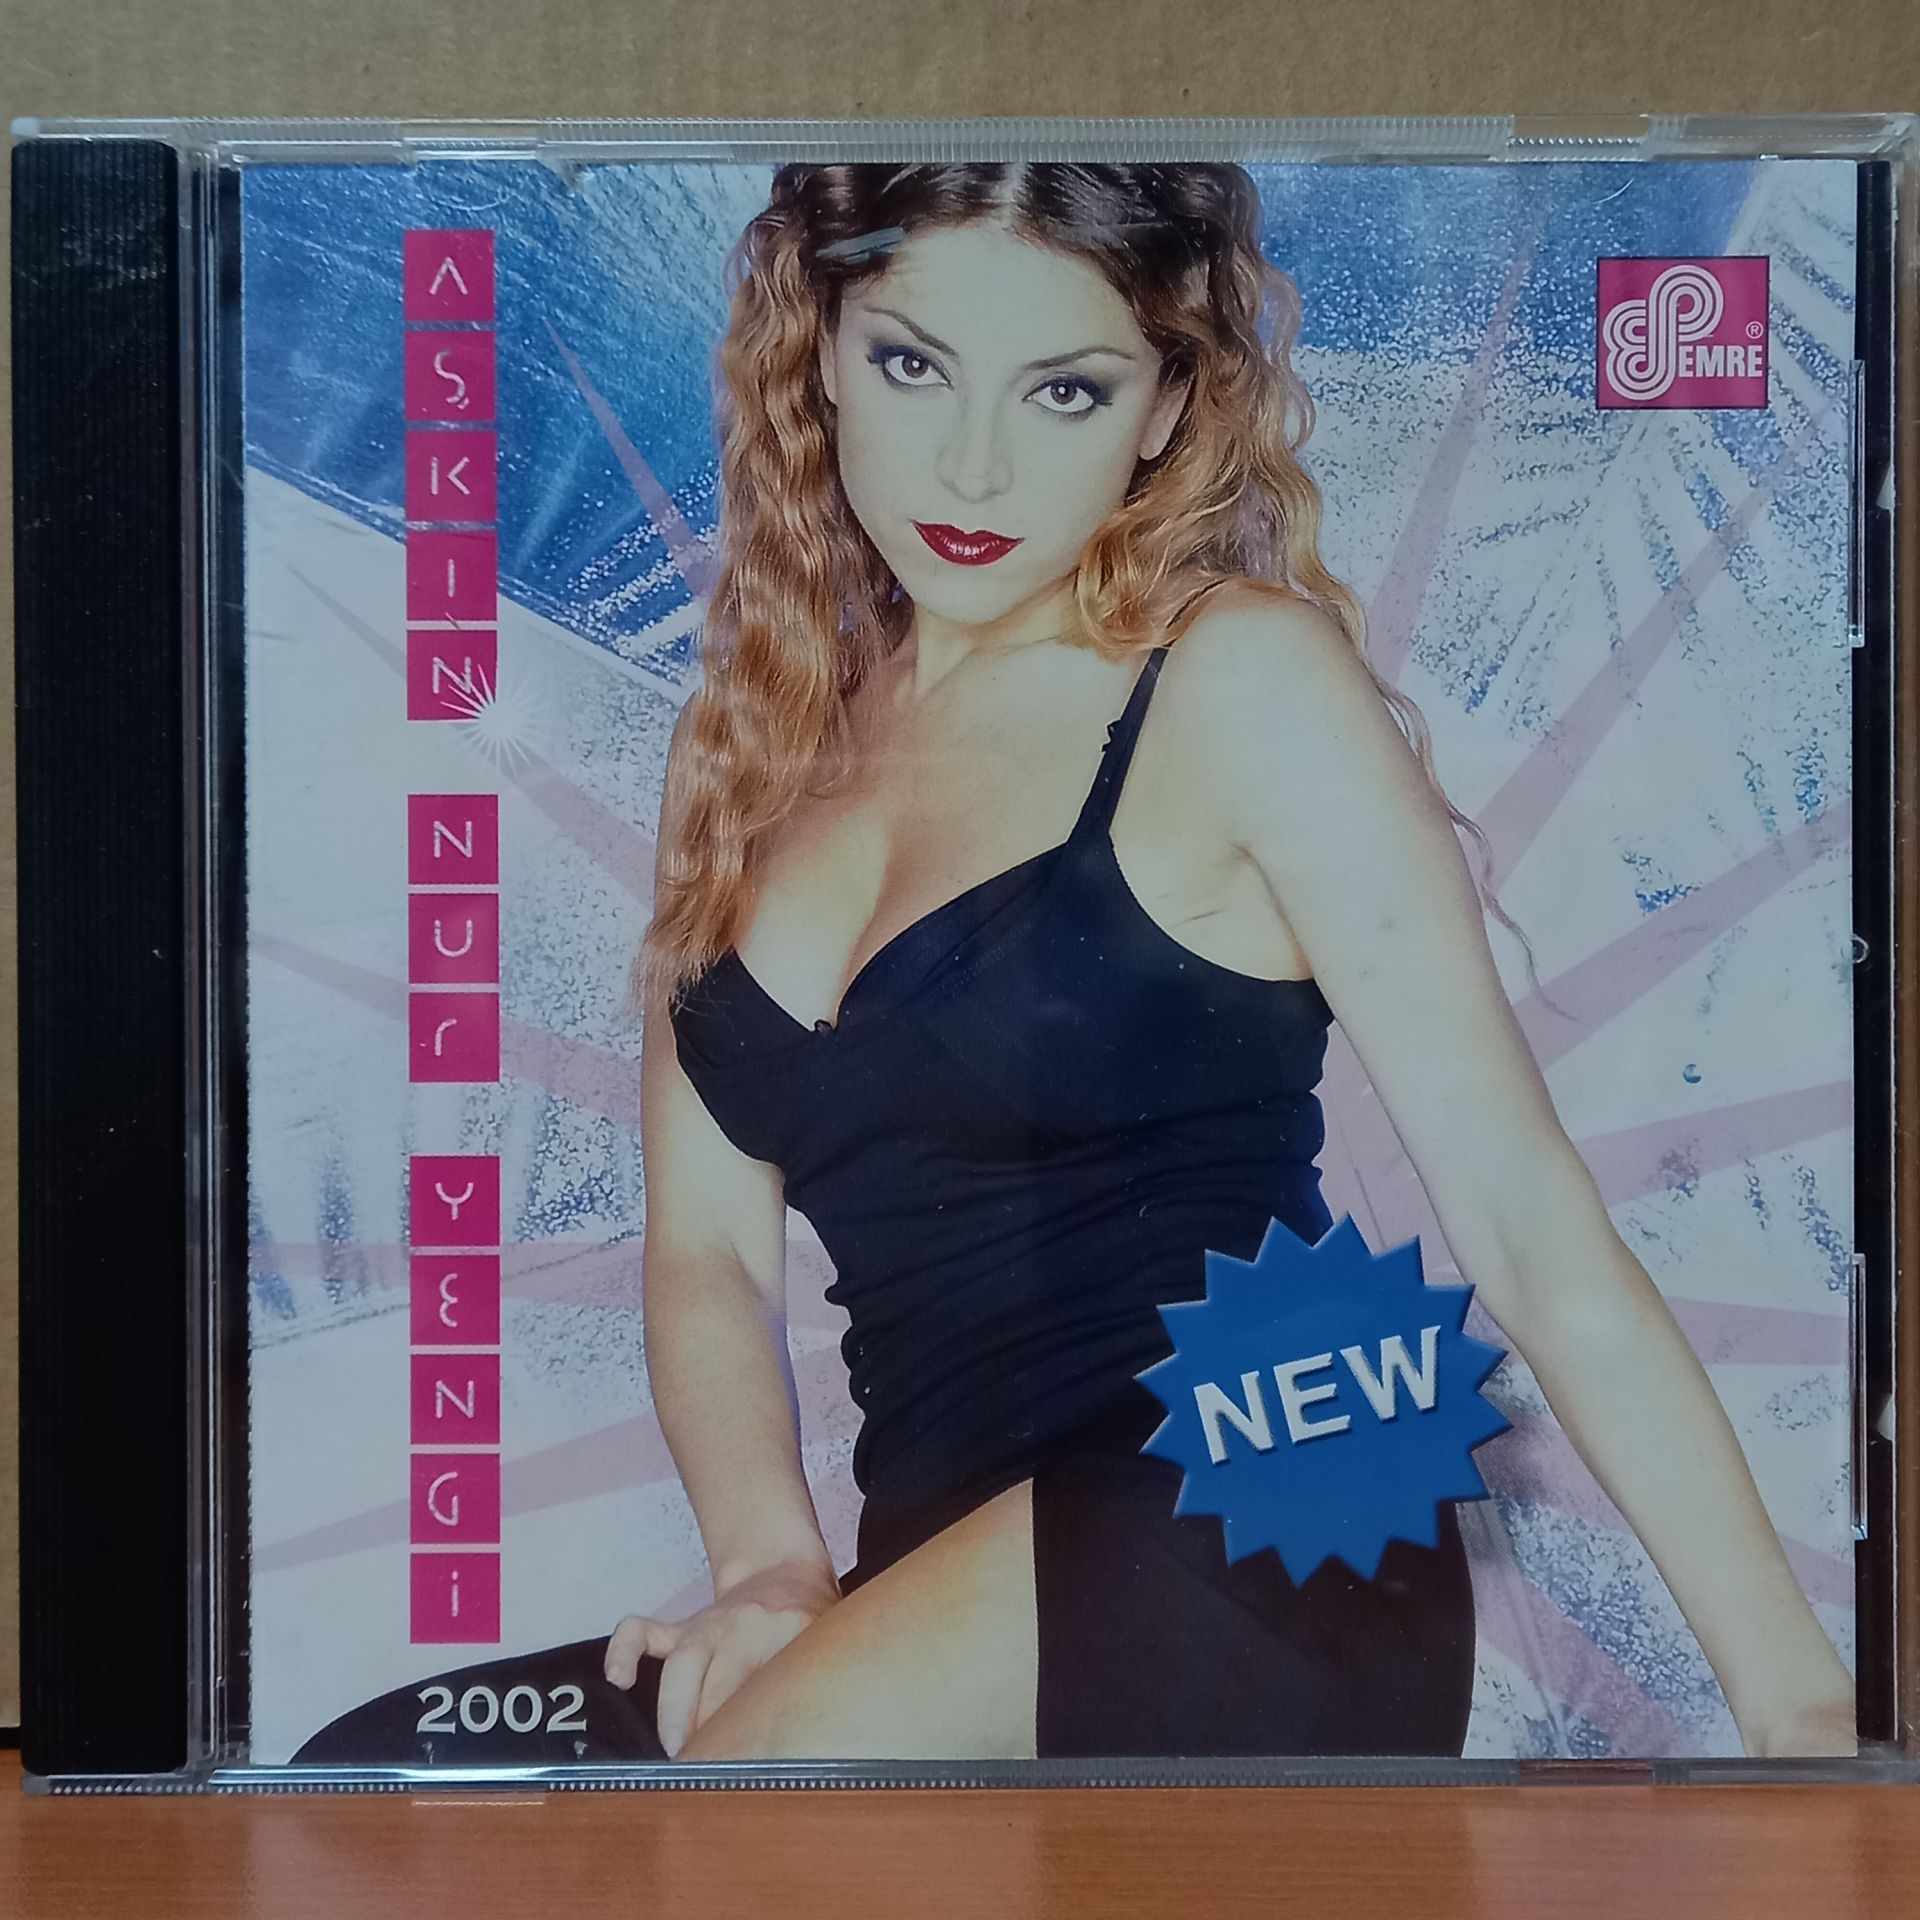 AŞKIN
NUr
YENGi
2002
EMRE ®
NEW